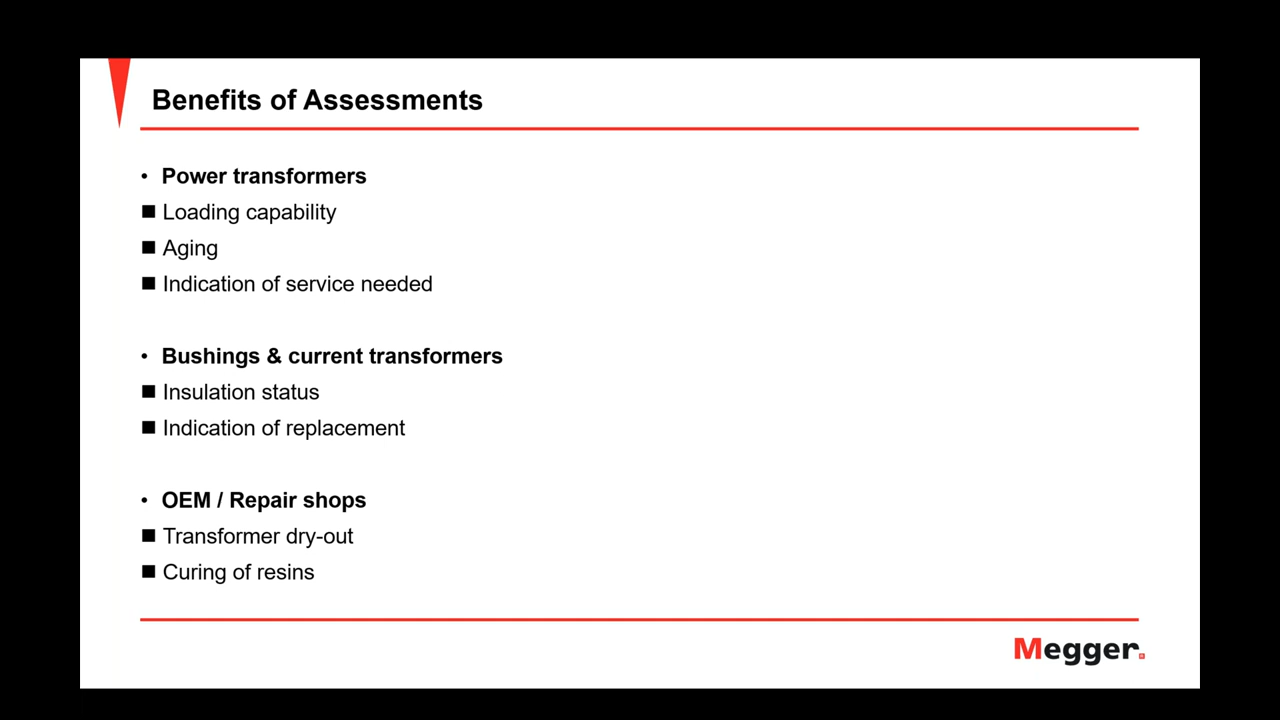 Benefits of Assessments
• Power transformers
■ Loading capability
■ Aging
■ Indication of service needed
• Bushings & current transformers
■ Insulation status
■ Indication of replacement
• OEM / Repair shops
■ Transformer dry-out
■ Curing of resins
Megger